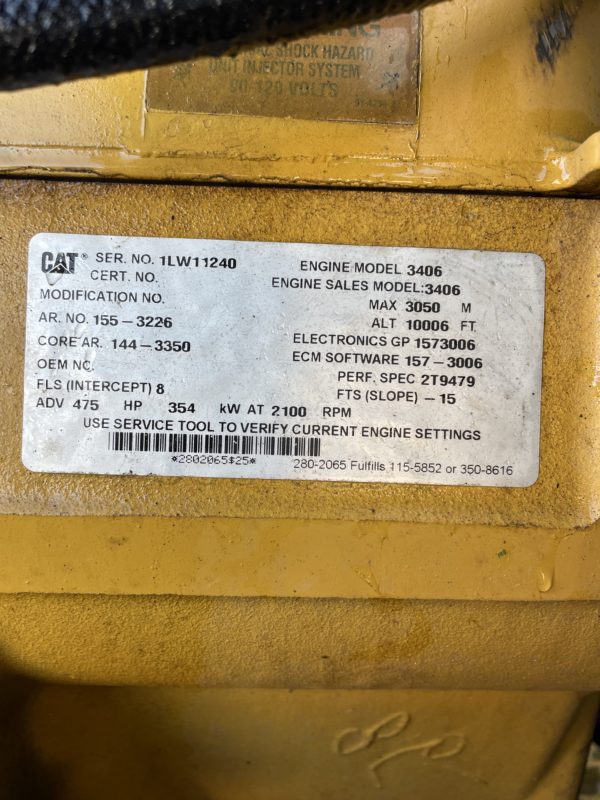 SHOCK HAZARD
UNIT INJECTOR SYSTEM
90-120 VOLTS
CAT® SER. NO. 1LW11240
CERT. NO.
MODIFICATION NO.
AR. NO. 155-3226
CORE AR. 144-3350
OEM NO.
FLS (INTERCEPT) 8
ADV 475 HP 354 kW AT 2100 RPM
ENGINE MODEL 3406
ENGINE SALES MODEL:3406
MAX 3050 M
ALT 10006 FT.
ELECTRONICS GP 1573006
ECM SOFTWARE 157-3006
PERF. SPEC 2T9479
FTS (SLOPE) -15
USE SERVICE TOOL TO VERIFY CURRENT ENGINE SETTINGS
*2802065$25*
280-2065 Fulfills 115-5852 or 350-8616